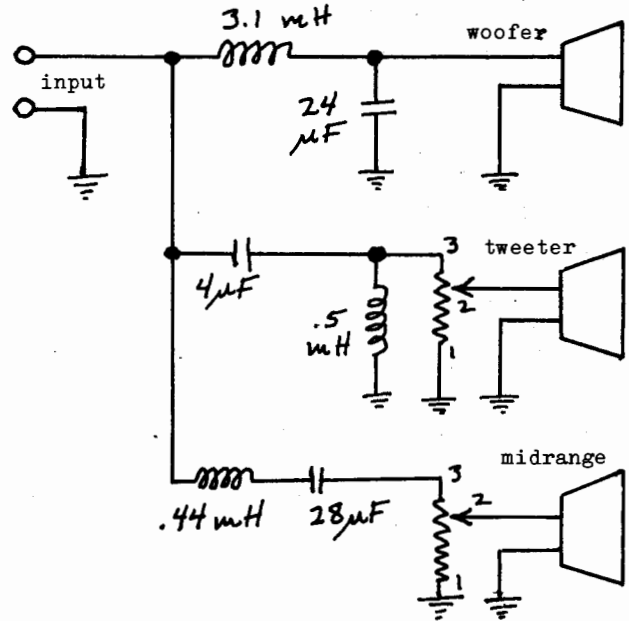 3.1 mH
woofer
input
24
µF
3
tweeter
4µF
2
.5
mH
1
midrange
3
2
.44 mH
28µF
1